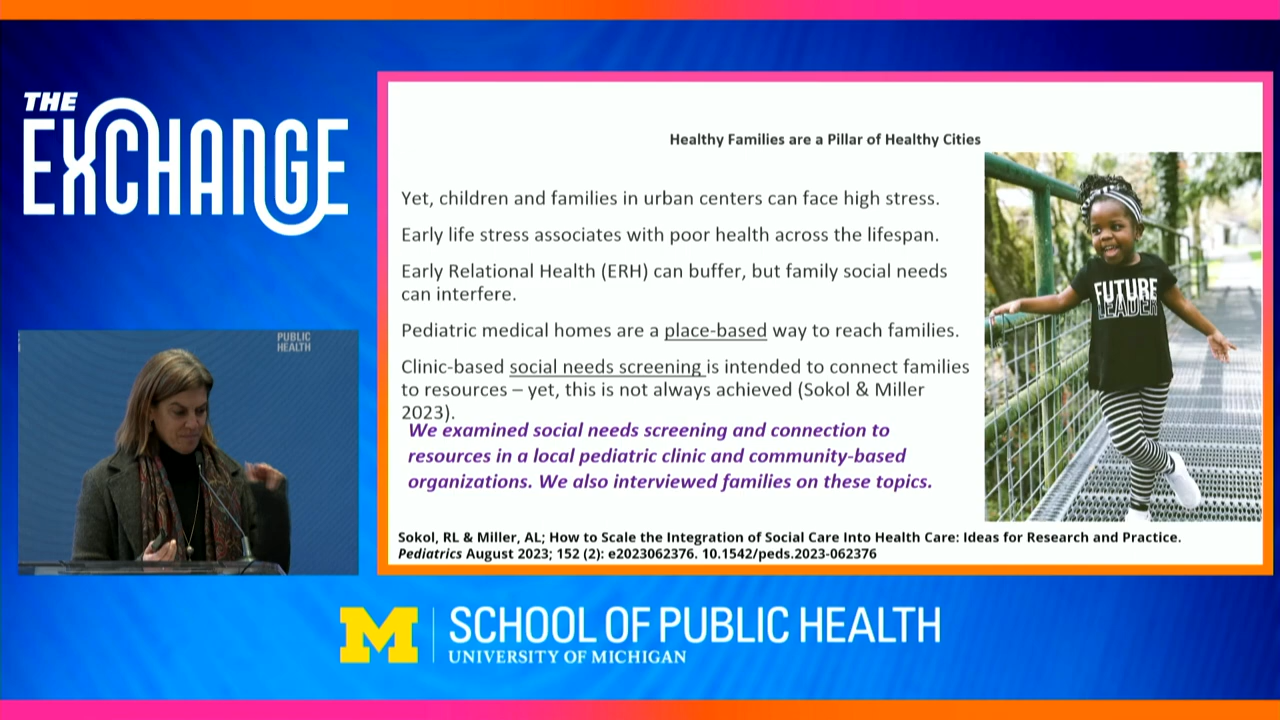 THE
EXCHANGE
PUBLIC
HEALTH
Healthy Families are a Pillar of Healthy Cities
Yet, children and families in urban centers can face high stress.
Early life stress associates with poor health across the lifespan.
Early Relational Health (ERH) can buffer, but family social needs
can interfere.
Pediatric medical homes are a place-based way to reach families.
Clinic-based social needs screening is intended to connect families
to resources – yet, this is not always achieved (Sokol & Miller
2023).
We examined social needs screening and connection to
resources in a local pediatric clinic and community-based
organizations. We also interviewed families on these topics.
FUTURE
LEADER
Sokol, RL & Miller, AL; How to Scale the Integration of Social Care Into Health Care: Ideas for Research and Practice.
Pediatrics August 2023; 152 (2): e2023062376. 10.1542/peds.2023-062376
M
SCHOOL OF PUBLIC HEALTH
UNIVERSITY OF MICHIGAN